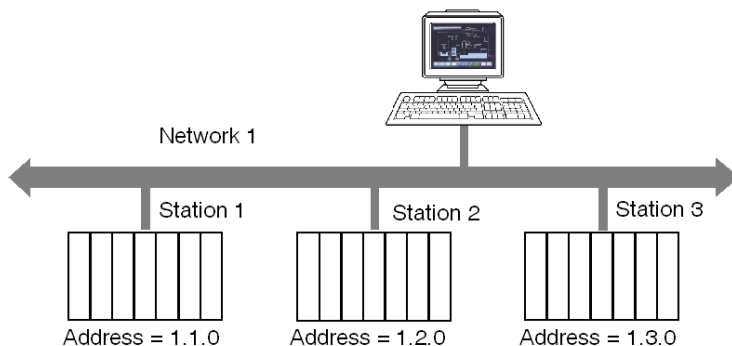 Network 1
Station 1
Station 2
Station 3
Address = 1.1.0
Address = 1.2.0
Address = 1.3.0